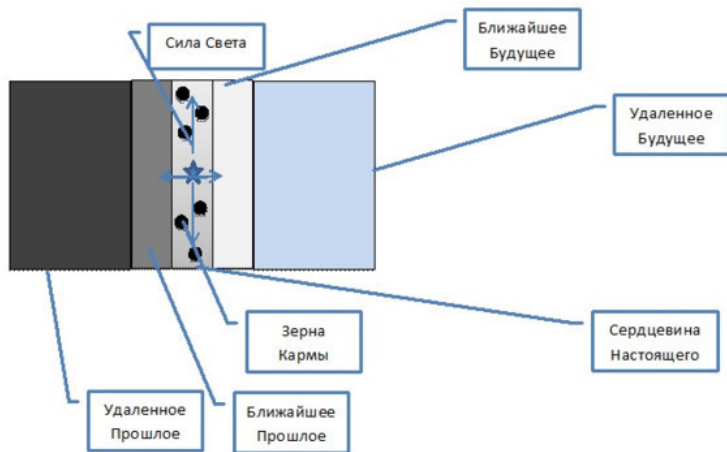 Сила Света
Ближайшее
Будущее
Удаленное
Будущее
Зерна
Кармы
Сердцевина
Настоящего
Удаленное
Прошлое
Ближайшее
Прошлое